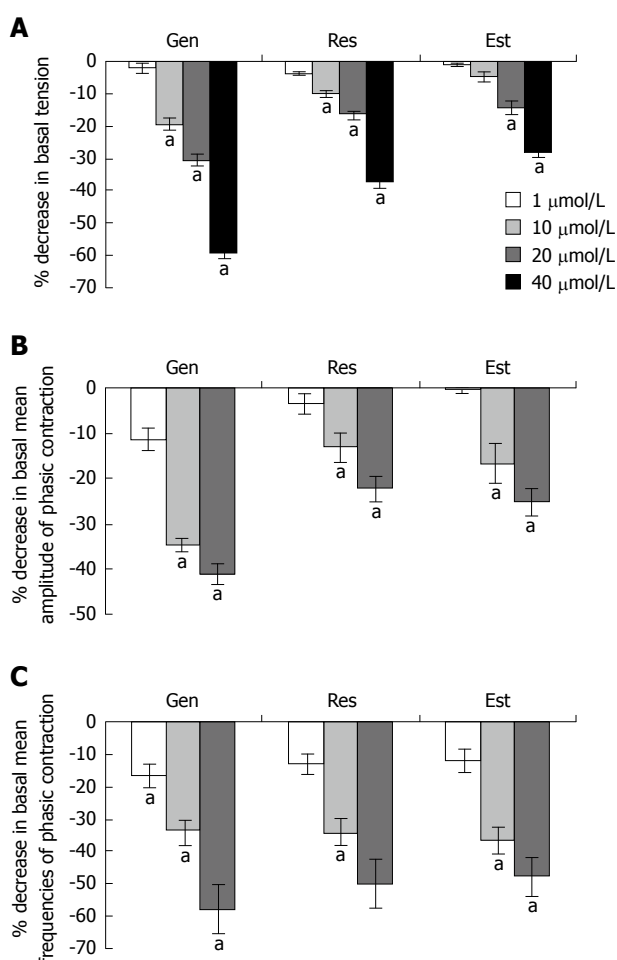 A
Gen Res Est
% decrease in basal tension
0
-10
-20
-30
-40
-50
-60
-70
a a a a a a a a a
1 μmol/L
10 μmol/L
20 μmol/L
40 μmol/L
B
Gen Res Est
% decrease in basal mean
amplitude of phasic contraction
0
-10
-20
-30
-40
-50
a a a a a a
C
Gen Res Est
% decrease in basal mean
frequencies of phasic contraction
0
-10
-20
-30
-40
-50
-60
-70
a a a a a a